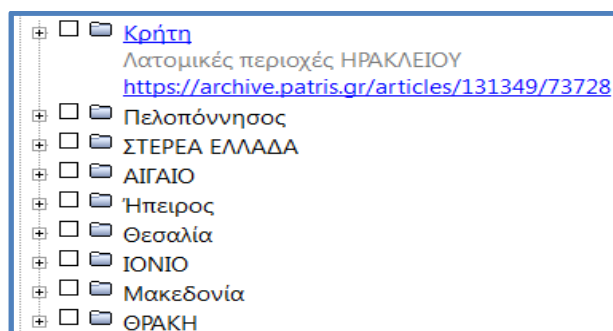 Κρήτη
Λατομικές περιοχές ΗΡΑΚΛΕΙΟΥ
https://archive.patris.gr/articles/131349/73728
Πελοπόννησος
ΣΤΕΡΕΑ ΕΛΛΑΔΑ
ΑΙΓΑΙΟ
Ήπειρος
Θεσαλία
ΙΟΝΙΟ
Μακεδονία
ΘΡΑΚΗ